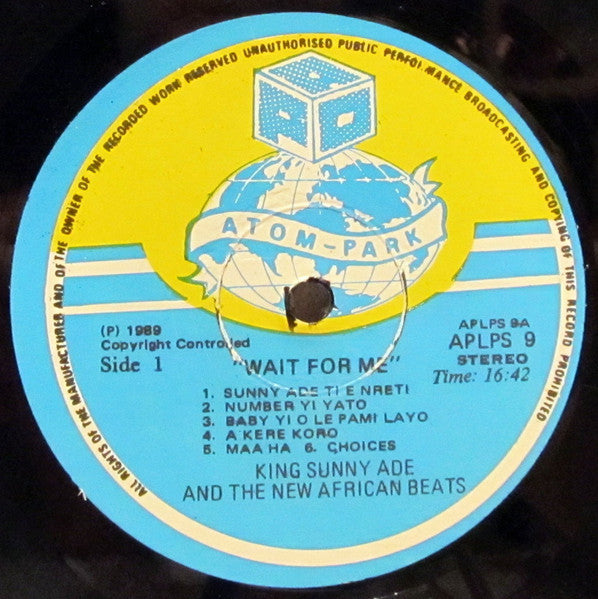 ALL RIGHTS OF THE MANUFACTURER AND OF THE OWNER OF THE RECORDED WORK RESERVED UNAUTHORISED PUBLIC PERFORMANCE BROADCASTING AND COPYING OF THIS RECORD PROHIBITED
ATOM-PARK
(P) 1989
Copyright Controlled
Side 1
APLPS 9A
APLPS 9
STEREO
Time: 16:42
"WAIT FOR ME"
1. SUNNY ADE TI E NRETI
2. NUMBER YI YATO
3. BABY YI O LE PAMI LAYO
4. A KERE KORO
5. MAA HA 6. CHOICES
KING SUNNY ADE
AND THE NEW AFRICAN BEATS